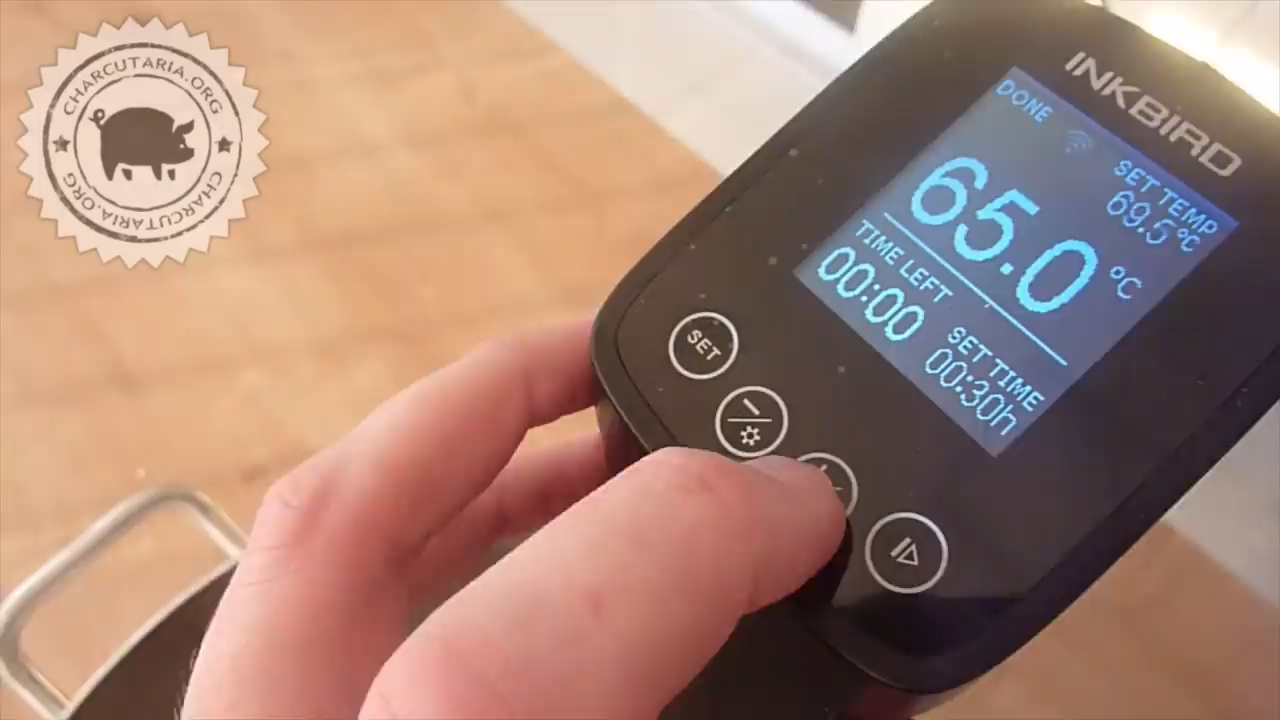 CHARCUTARIA.ORG
CHARCUTARIA.ORG
INKBIRD
DONE
SET TEMP
69.5°C
65.0 °C
TIME LEFT
00:00
SET TIME
00:30h
SET